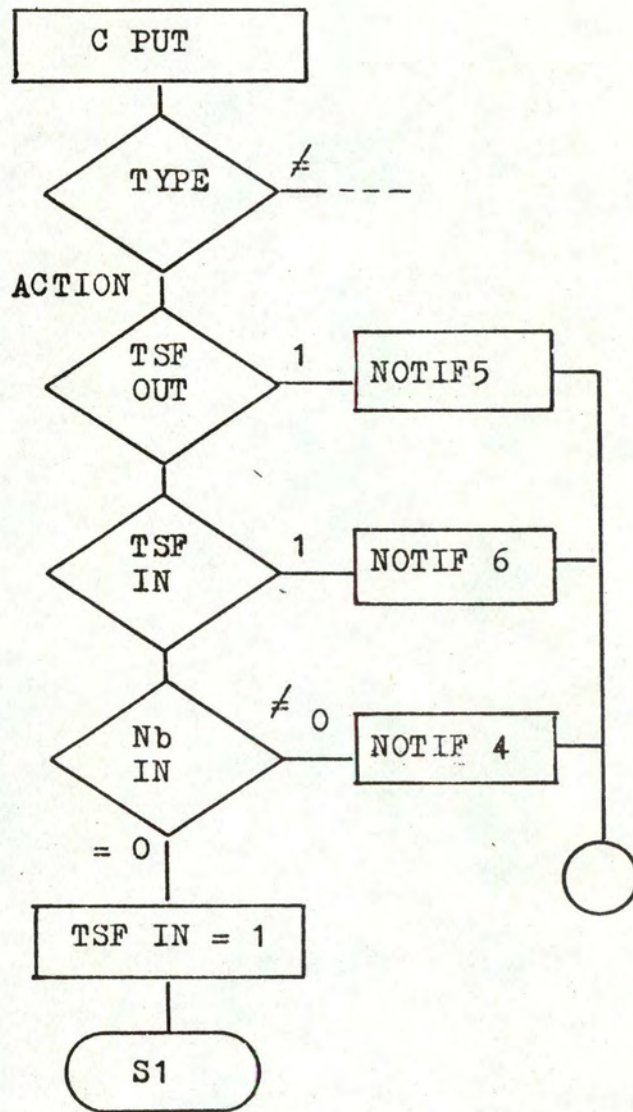 C PUT
TYPE
≠
ACTION
TSF
OUT
1
NOTIF5
TSF
IN
1
NOTIF 6
Nb
IN
≠ 0
NOTIF 4
= 0
TSF IN = 1
S1